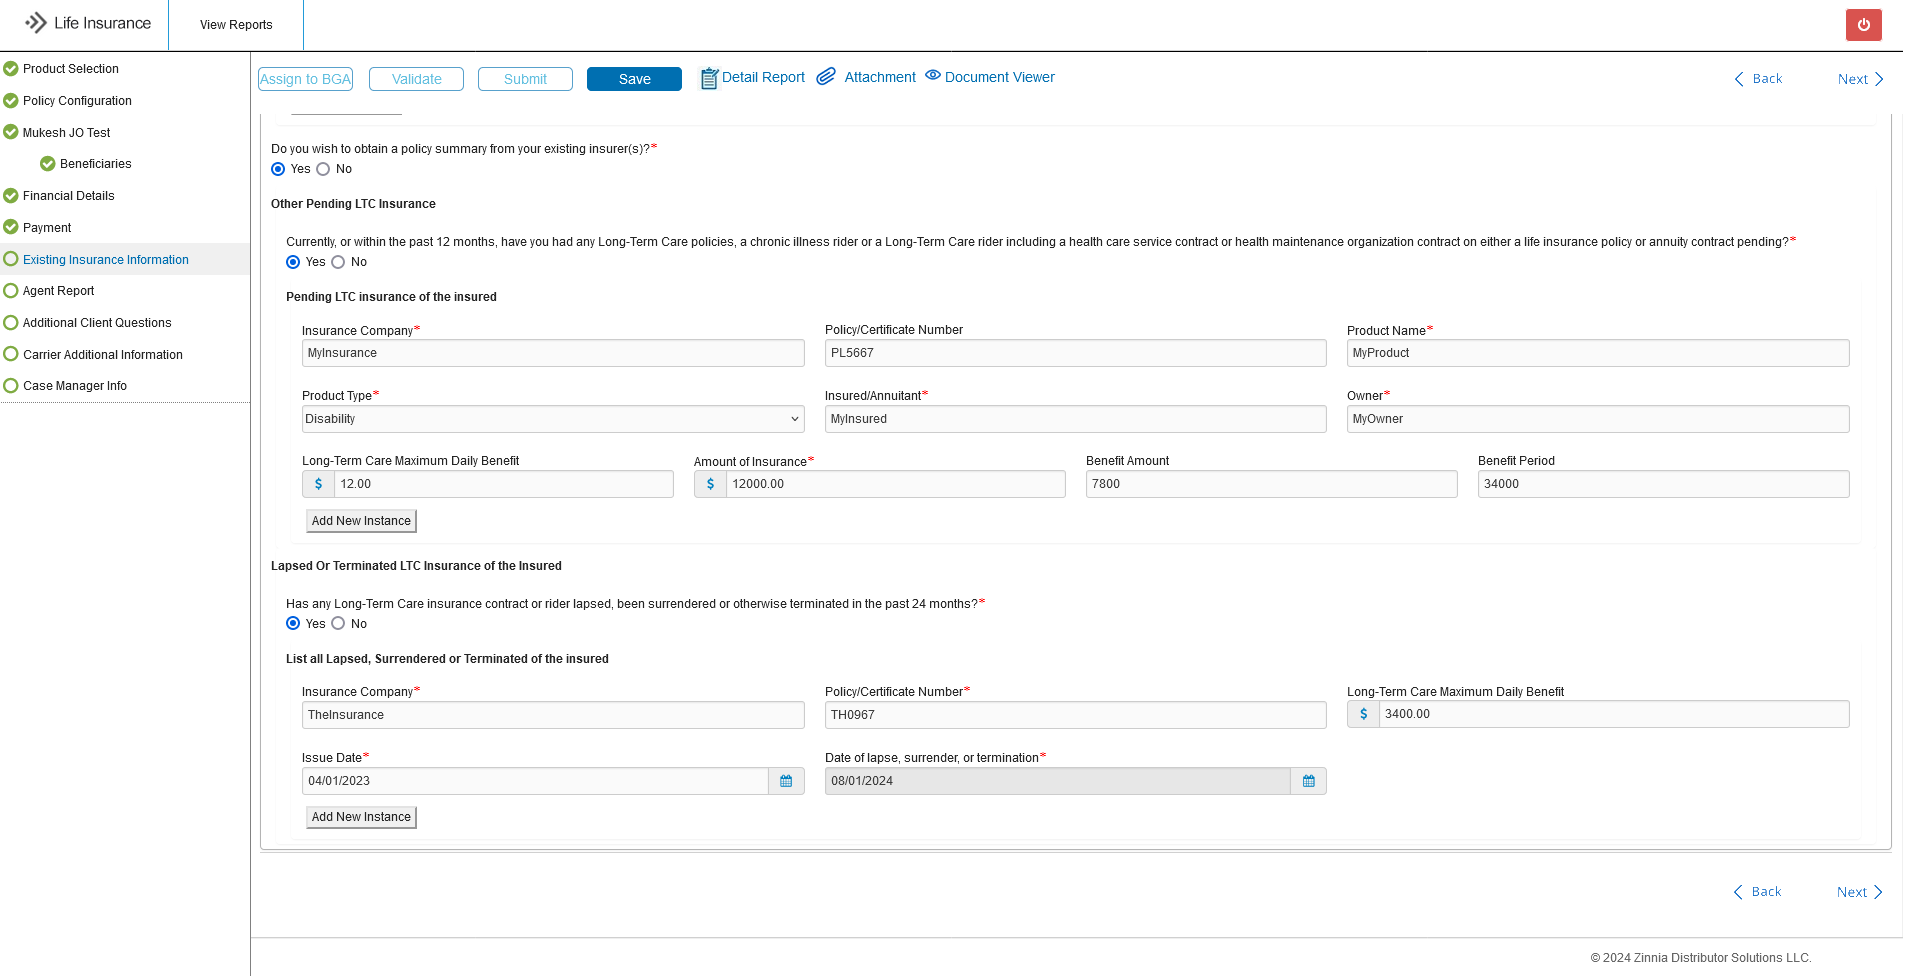 Life Insurance
View Reports
Product Selection
Policy Configuration
Mukesh JO Test
Beneficiaries
Financial Details
Payment
Existing Insurance Information
Agent Report
Additional Client Questions
Carrier Additional Information
Case Manager Info
Assign to BGA Validate Submit Save Detail Report Attachment Document Viewer Back Next
Do you wish to obtain a policy summary from your existing insurer(s)?*
Yes No
Other Pending LTC Insurance
Currently, or within the past 12 months, have you had any Long-Term Care policies, a chronic illness rider or a Long-Term Care rider including a health care service contract or health maintenance organization contract on either a life insurance policy or annuity contract pending?*
Yes No
Pending LTC insurance of the insured
Insurance Company* Policy/Certificate Number Product Name*
MyInsurance PL5667 MyProduct
Product Type* Insured/Annuitant* Owner*
Disability MyInsured MyOwner
Long-Term Care Maximum Daily Benefit Amount of Insurance* Benefit Amount Benefit Period
$ 12.00 $ 12000.00 7800 34000
Add New Instance
Lapsed Or Terminated LTC Insurance of the Insured
Has any Long-Term Care insurance contract or rider lapsed, been surrendered or otherwise terminated in the past 24 months?*
Yes No
List all Lapsed, Surrendered or Terminated of the insured
Insurance Company* Policy/Certificate Number* Long-Term Care Maximum Daily Benefit
TheInsurance TH0967 $ 3400.00
Issue Date* Date of lapse, surrender, or termination*
04/01/2023 08/01/2024
Add New Instance
Back Next
© 2024 Zinnia Distributor Solutions LLC.